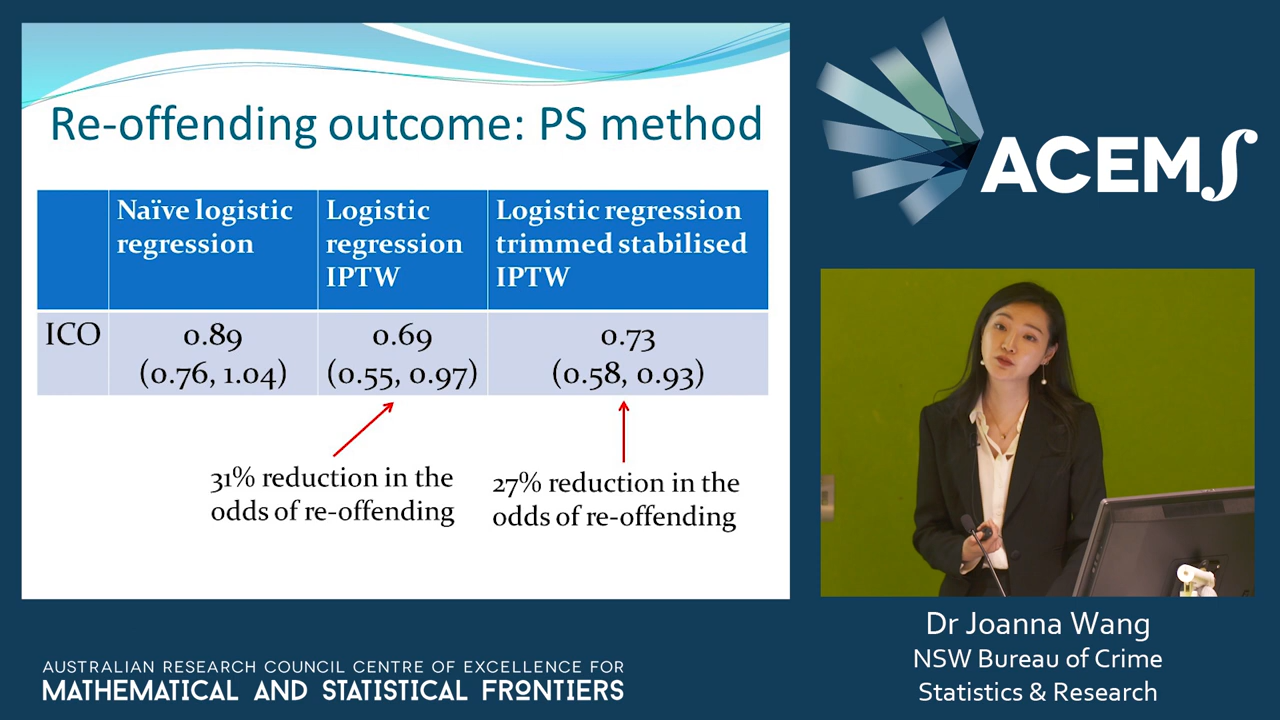 Re-offending outcome: PS method
Naïve logistic regression
Logistic regression IPTW
Logistic regression trimmed stabilised IPTW
ICO
0.89
(0.76, 1.04)
0.69
(0.55, 0.97)
0.73
(0.58, 0.93)
31% reduction in the
odds of re-offending
27% reduction in the
odds of re-offending
ACEMS
Dr Joanna Wang
NSW Bureau of Crime
Statistics & Research
AUSTRALIAN RESEARCH COUNCIL CENTRE OF EXCELLENCE FOR
MATHEMATICAL AND STATISTICAL FRONTIERS